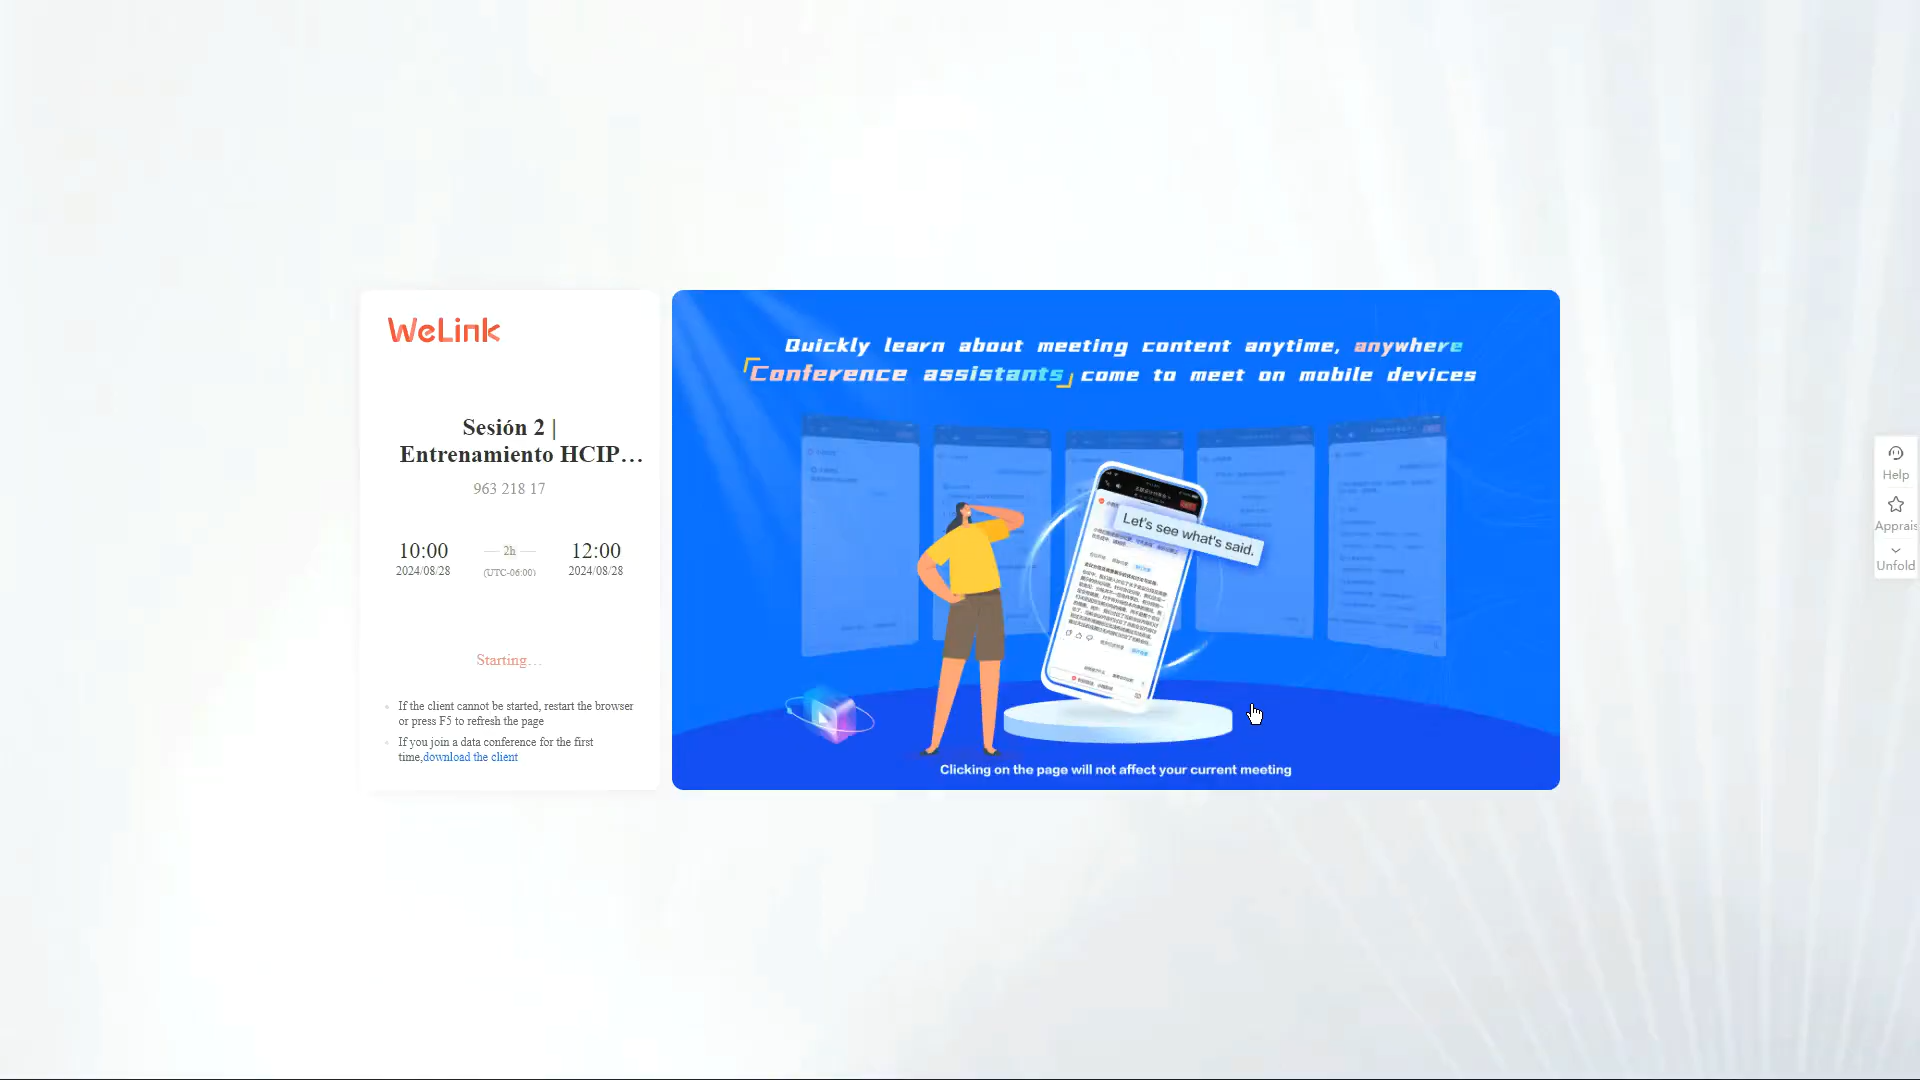 WeLink
Sesión 2 |
Entrenamiento HCIP…
963 218 17
10:00
2h
12:00
2024/08/28
(UTC-06:00)
2024/08/28
Starting…
If the client cannot be started, restart the browser
or press F5 to refresh the page
If you join a data conference for the first
time,download the client
Quickly learn about meeting content anytime, anywhere
「Conference assistants」 come to meet on mobile devices
Let's see what's said.
Clicking on the page will not affect your current meeting
Help
Apprais
Unfold